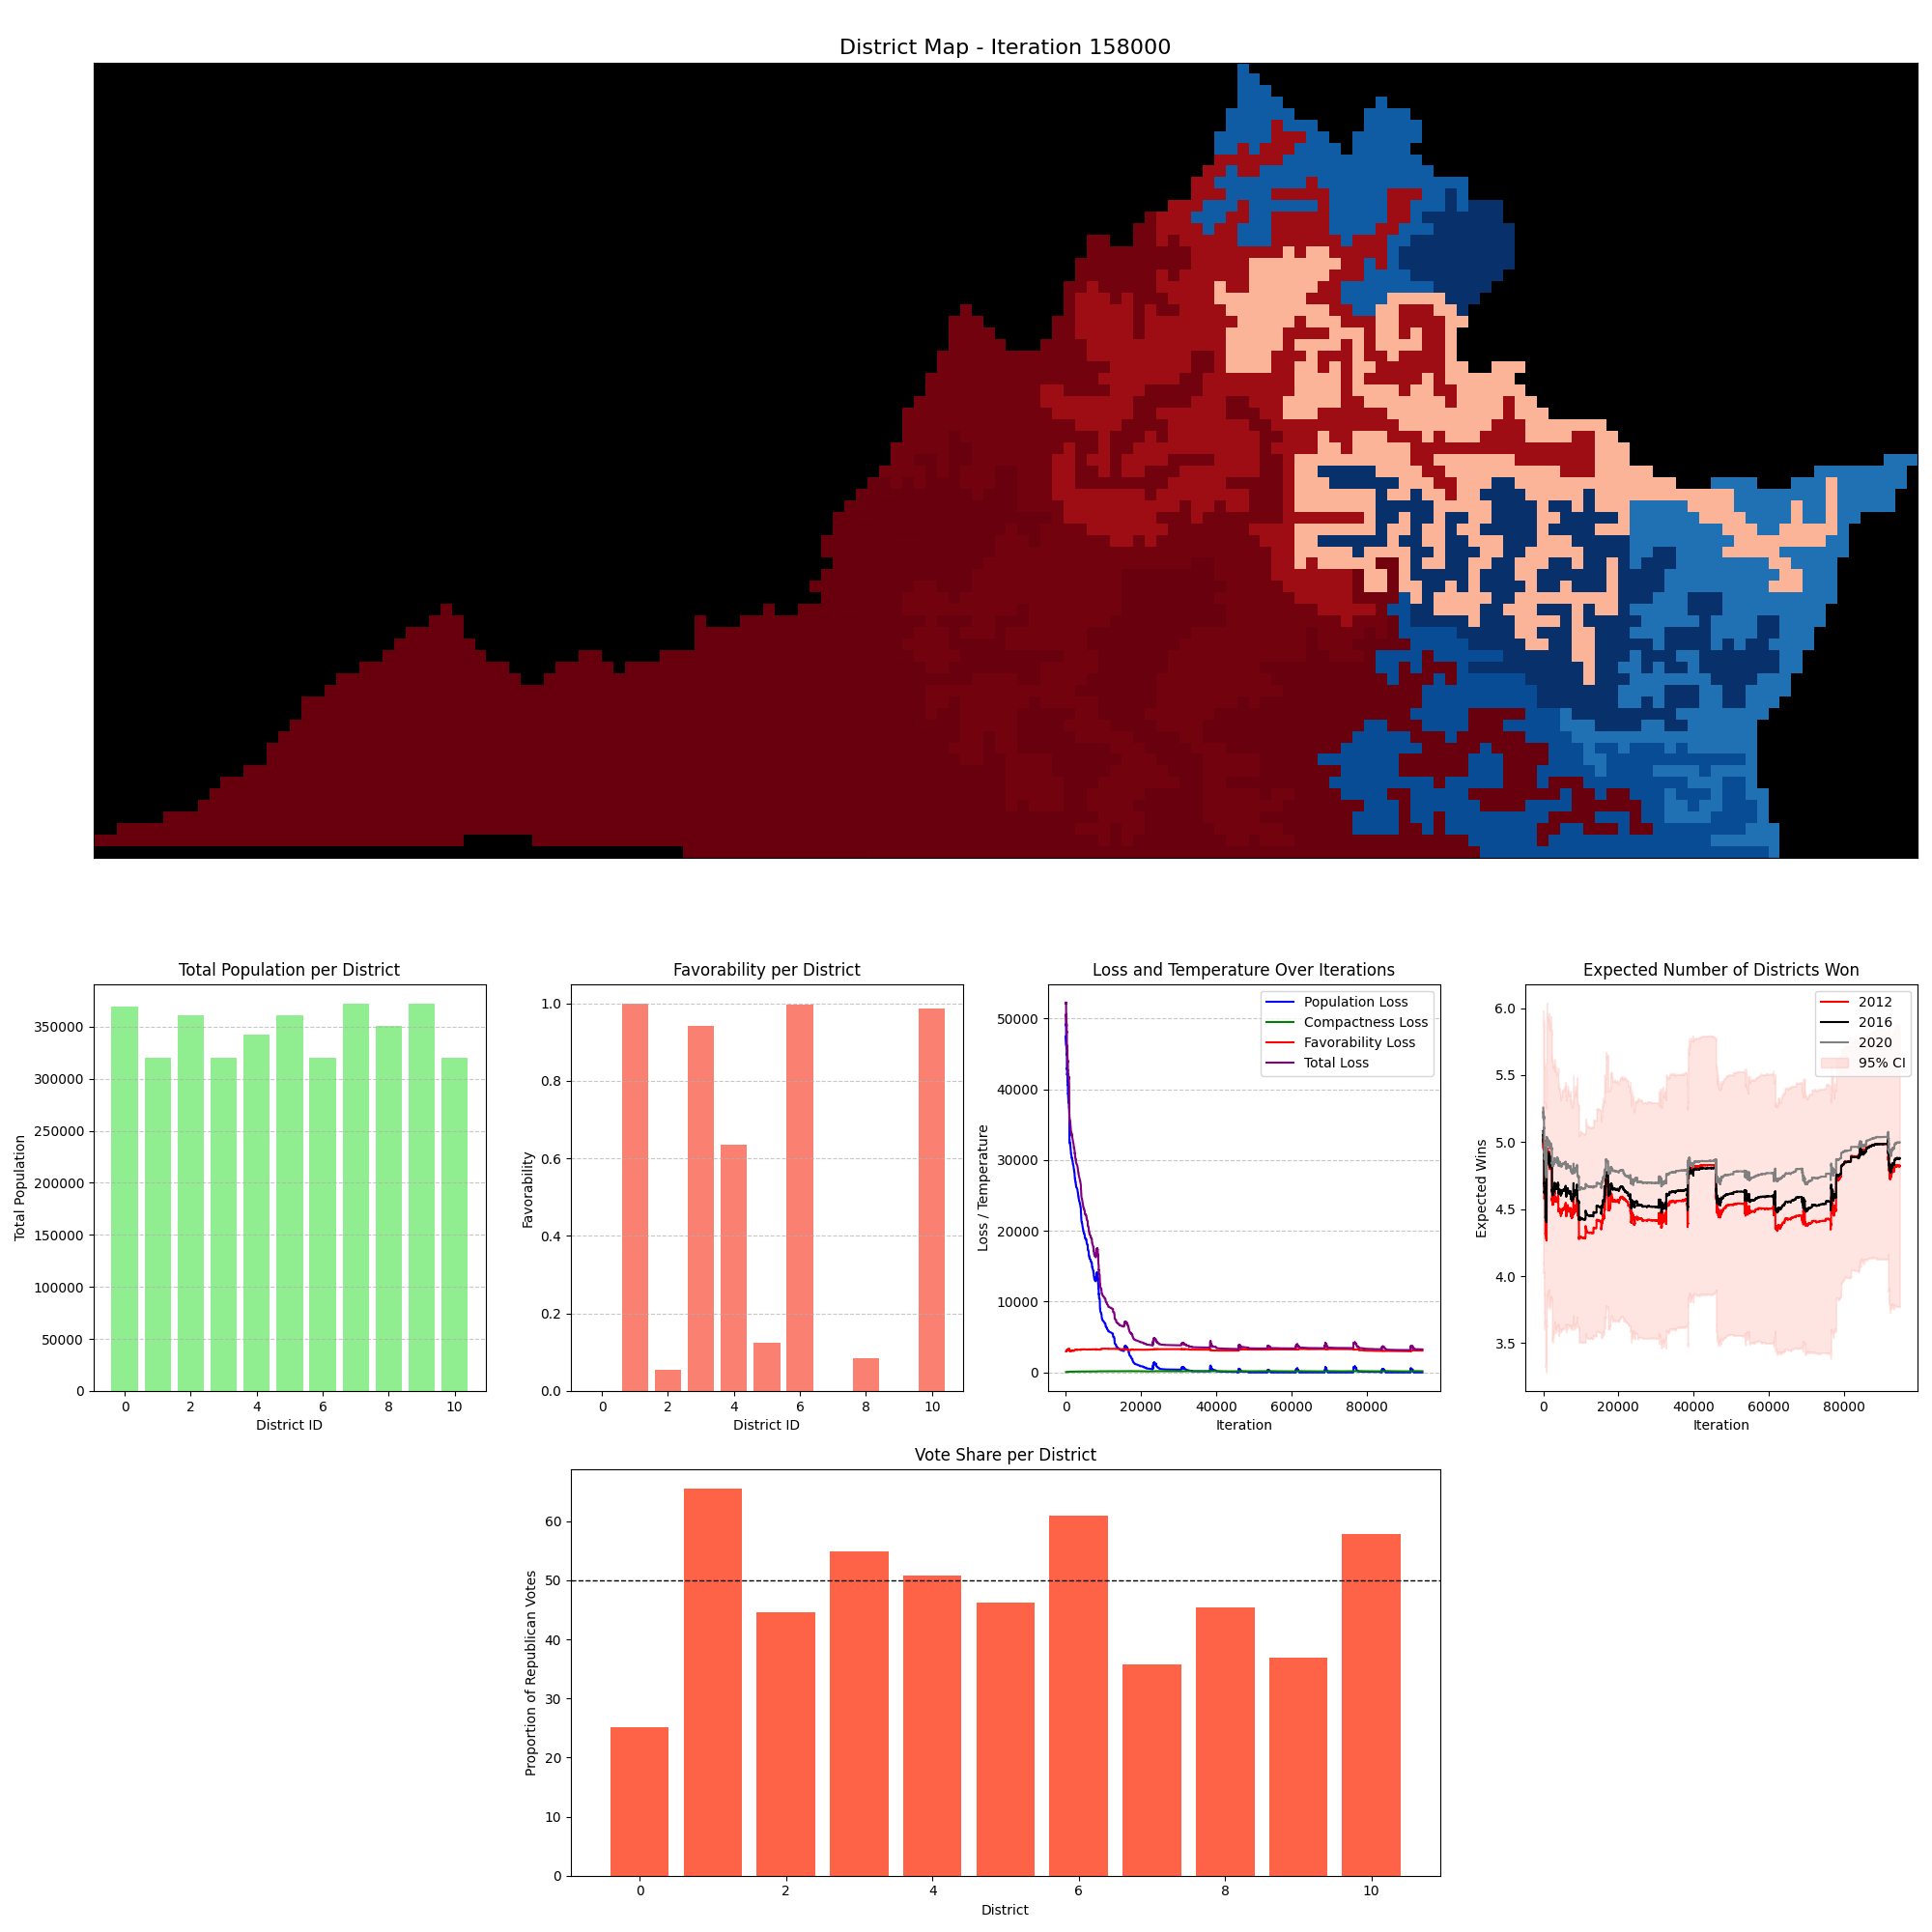 District Map - Iteration 158000
Total Population per District
Total Population
350000
300000
250000
200000
150000
100000
50000
0
0 2 4 6 8 10
District ID
Favorability per District
Favorability
1.0
0.8
0.6
0.4
0.2
0.0
0 2 4 6 8 10
District ID
Loss and Temperature Over Iterations
Loss / Temperature
50000
40000
30000
20000
10000
0
Population Loss
Compactness Loss
Favorability Loss
Total Loss
0 20000 40000 60000 80000
Iteration
Expected Number of Districts Won
Expected Wins
6.0
5.5
5.0
4.5
4.0
3.5
2012
2016
2020
95% CI
0 20000 40000 60000 80000
Iteration
Vote Share per District
Proportion of Republican Votes
60
50
40
30
20
10
0
0 2 4 6 8 10
District